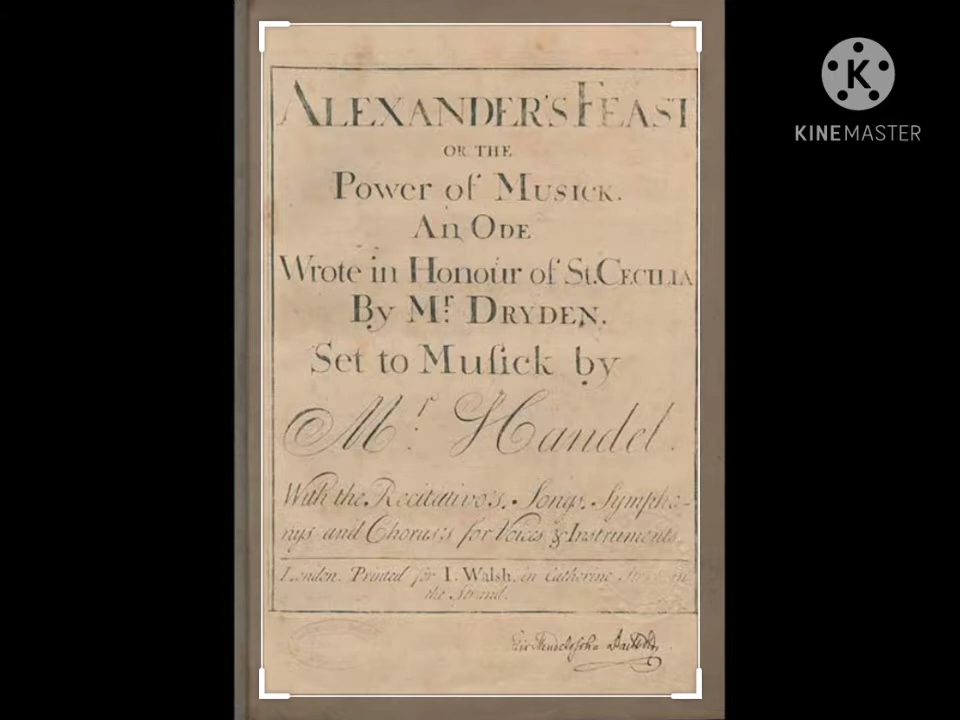 ALEXANDER'S FEAST
OR THE
Power of MUSICK.
An ODE
Wrote in Honour of St. CECILIA
By Mr. DRYDEN.
Set to Muſick by
Mr. Handel.
With the Recitativo's, Songs, Sympho-
nys and Chorus's for Voices & Instruments.
London. Printed for I. Walsh, in Catherine Street in
the Strand.
K
KINEMASTER